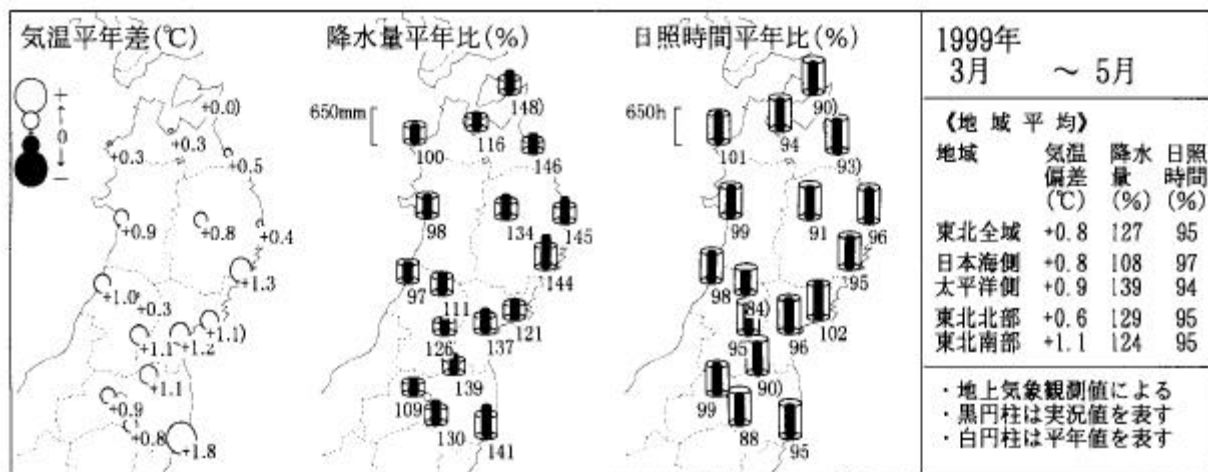 気温平年差(℃)
+
↑
0
↓
−
+0.0)
+0.3
+0.3
+0.5
+0.9
+0.8
+0.4
+1.3
+1.0
+0.3
+1.1)
+1.1
+1.2
+1.1
+0.9
+0.8
+1.8
降水量平年比(%)
650mm
148)
116
100
146
98
134
145
144
97
111
121
126
137
139
109
130
141
日照時間平年比(%)
650h
90)
94
101
93)
99
91
96
95
98
84)
102
95
96
90)
99
88
95
1999年
3月 ～ 5月
《地域平均》
地域 気温 降水 日照
偏差 量 時間
(℃) (%) (%)
東北全域 +0.8 127 95
日本海側 +0.8 108 97
太平洋側 +0.9 139 94
東北北部 +0.6 129 95
東北南部 +1.1 124 95
・地上気象観測値による
・黒円柱は実況値を表す
・白円柱は平年値を表す